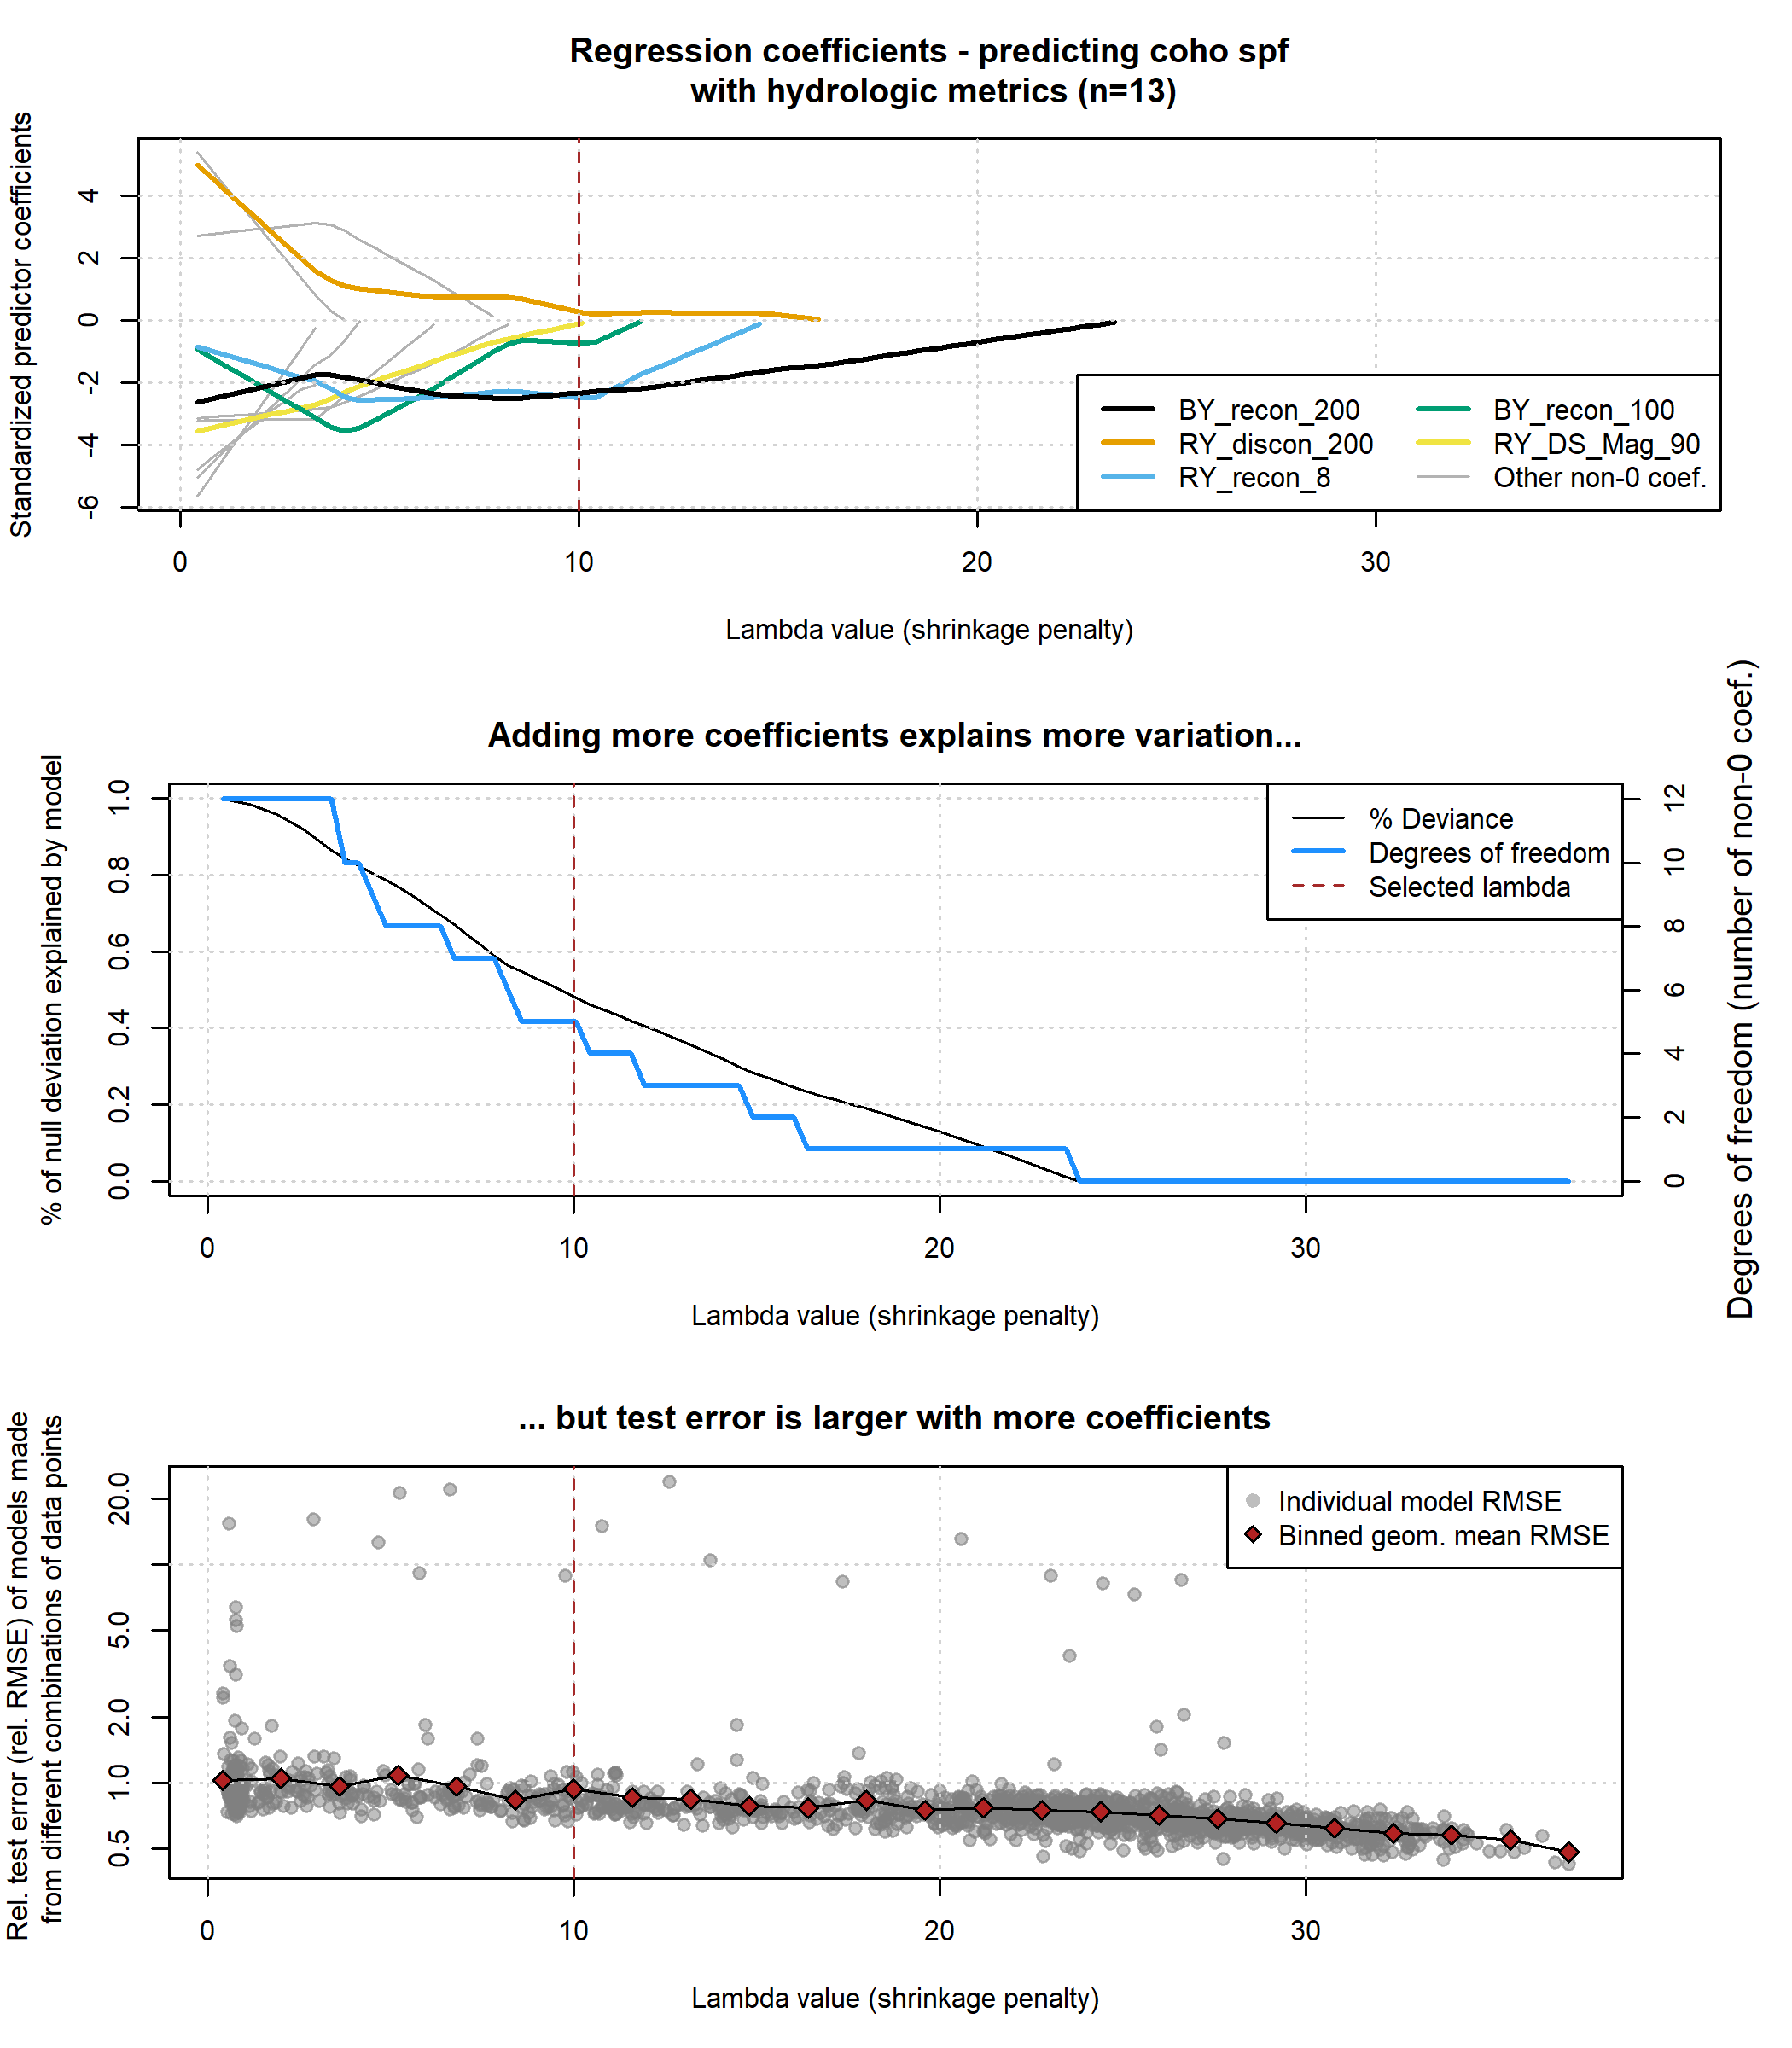 Regression coefficients - predicting coho spf
with hydrologic metrics (n=13)
Standardized predictor coefficients
4
2
0
-2
-4
-6
BY_recon_200
RY_discon_200
RY_recon_8
BY_recon_100
RY_DS_Mag_90
Other non-0 coef.
0 10 20 30
Lambda value (shrinkage penalty)
Adding more coefficients explains more variation...
% of null deviation explained by model
1.0
0.8
0.6
0.4
0.2
0.0
% Deviance
Degrees of freedom
Selected lambda
12
10
8
6
4
2
0
Degrees of freedom (number of non-0 coef.)
0 10 20 30
Lambda value (shrinkage penalty)
... but test error is larger with more coefficients
Rel. test error (rel. RMSE) of models made
from different combinations of data points
20.0
5.0
2.0
1.0
0.5
Individual model RMSE
Binned geom. mean RMSE
0 10 20 30
Lambda value (shrinkage penalty)